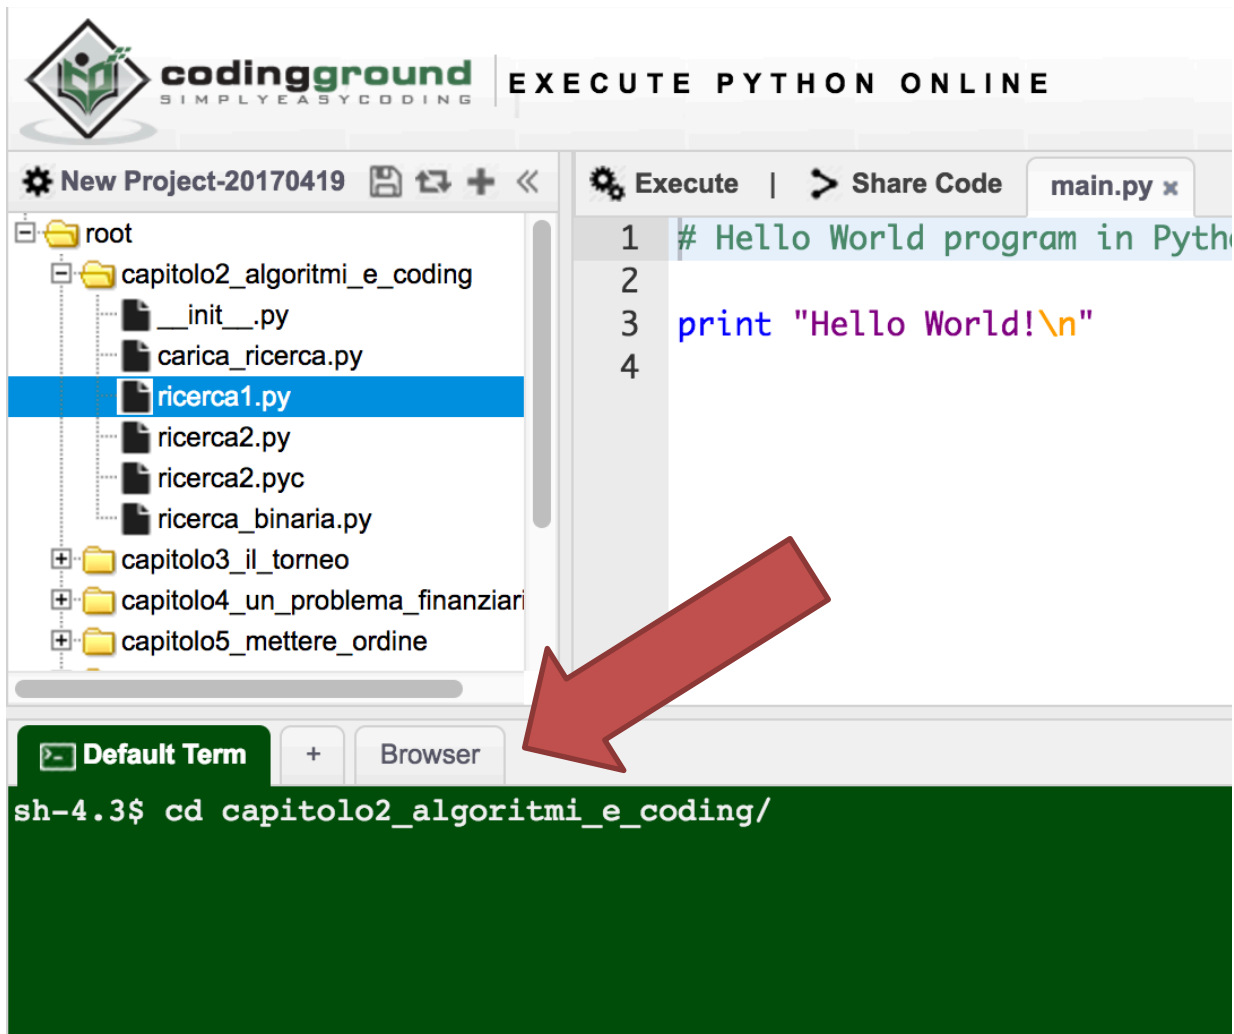 codingground
SIMPLYEASYCODING
EXECUTE PYTHON ONLINE
New Project-20170419
Execute | Share Code main.py x
root
capitolo2_algoritmi_e_coding
__init__.py
carica_ricerca.py
ricerca1.py
ricerca2.py
ricerca2.pyc
ricerca_binaria.py
capitolo3_il_torneo
capitolo4_un_problema_finanziari
capitolo5_mettere_ordine
1 # Hello World program in Pyth
2
3 print "Hello World!\n"
4
Default Term + Browser
sh-4.3$ cd capitolo2_algoritmi_e_coding/